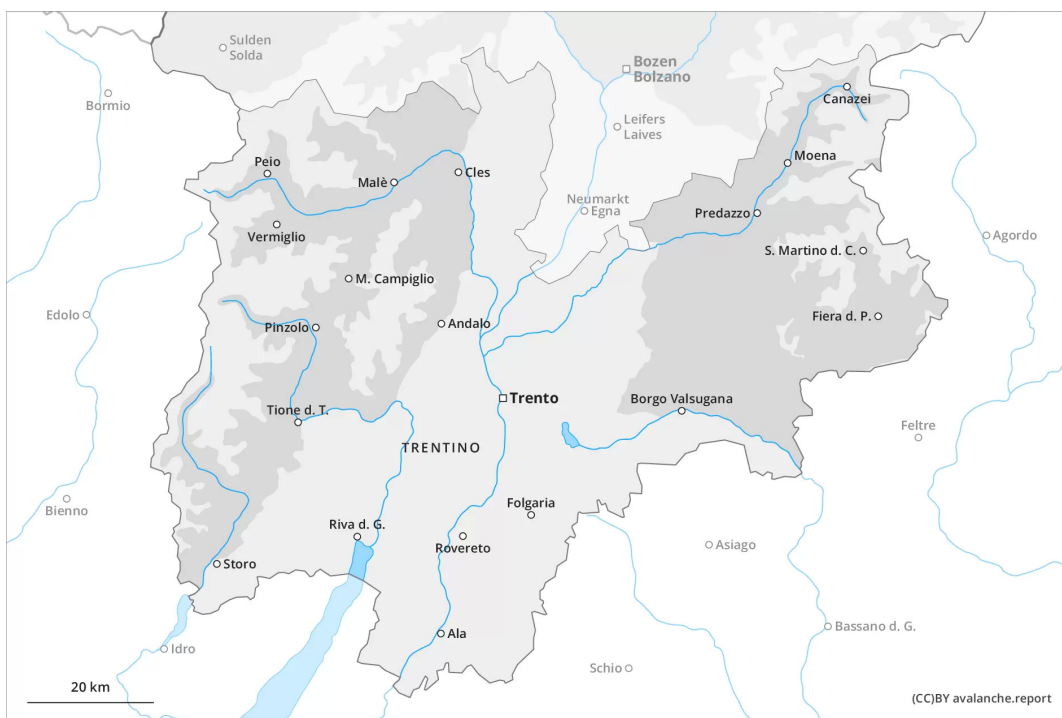 Sulden
Solda
Bozen
Bolzano
Bormio
Canazei
Leifers
Laives
Peio
Moena
Cles
Malè
Neumarkt
Egna
Predazzo
Vermiglio
Agordo
S. Martino d. C.
M. Campiglio
Edolo
Fiera d. P.
Andalo
Pinzolo
Trento
Borgo Valsugana
Tione d. T.
Feltre
TRENTINO
Bienno
Folgaria
Riva d. G.
Asiago
Rovereto
Storo
Bassano d. G.
Ala
Idro
Schio
20 km
(CC)BY avalanche.report